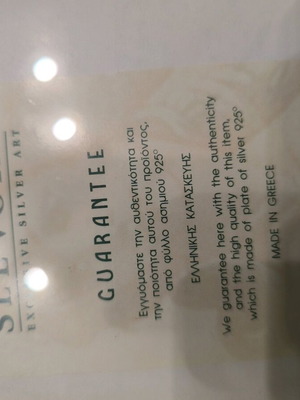 SILVER ART
GUARANTEE
Εγγυόμαστε την αυθεντικότητα και
την ποιότητα αυτού του προϊόντος,
από φύλλο ασημιού 925°
ΕΛΛΗΝΙΚΗΣ ΚΑΤΑΣΚΕΥΗΣ
We guarantee here with the authenticity
and the high quality of this item,
which is made of plate of silver 925°
MADE IN GREECE